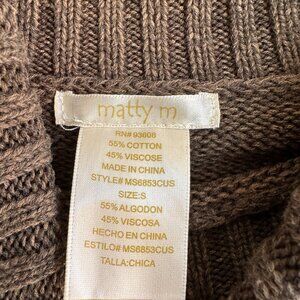 matty m
RN# 93608
55% COTTON
45% VISCOSE
MADE IN CHINA
STYLE# MS6853CUS
SIZE:S
55% ALGODON
45% VISCOSA
HECHO EN CHINA
ESTILO# MS6853CUS
TALLA:CHICA